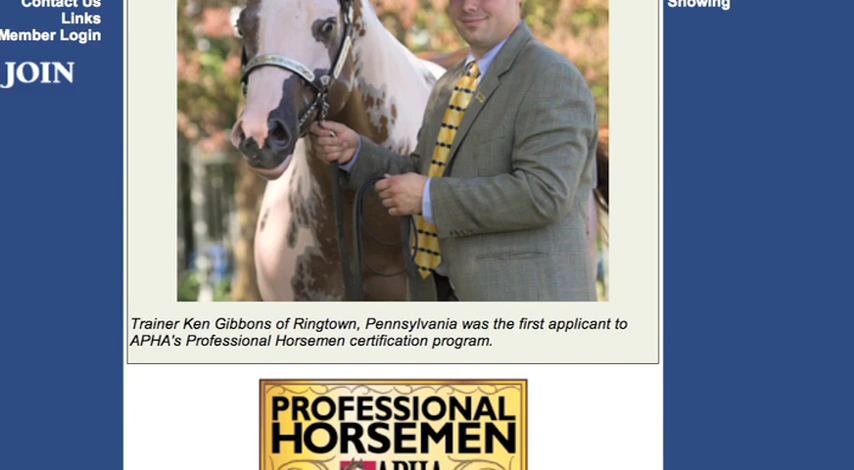 Contact Us
Links
Member Login
JOIN
Showing
Trainer Ken Gibbons of Ringtown, Pennsylvania was the first applicant to
APHA's Professional Horsemen certification program.
PROFESSIONAL
HORSEMEN
APHA